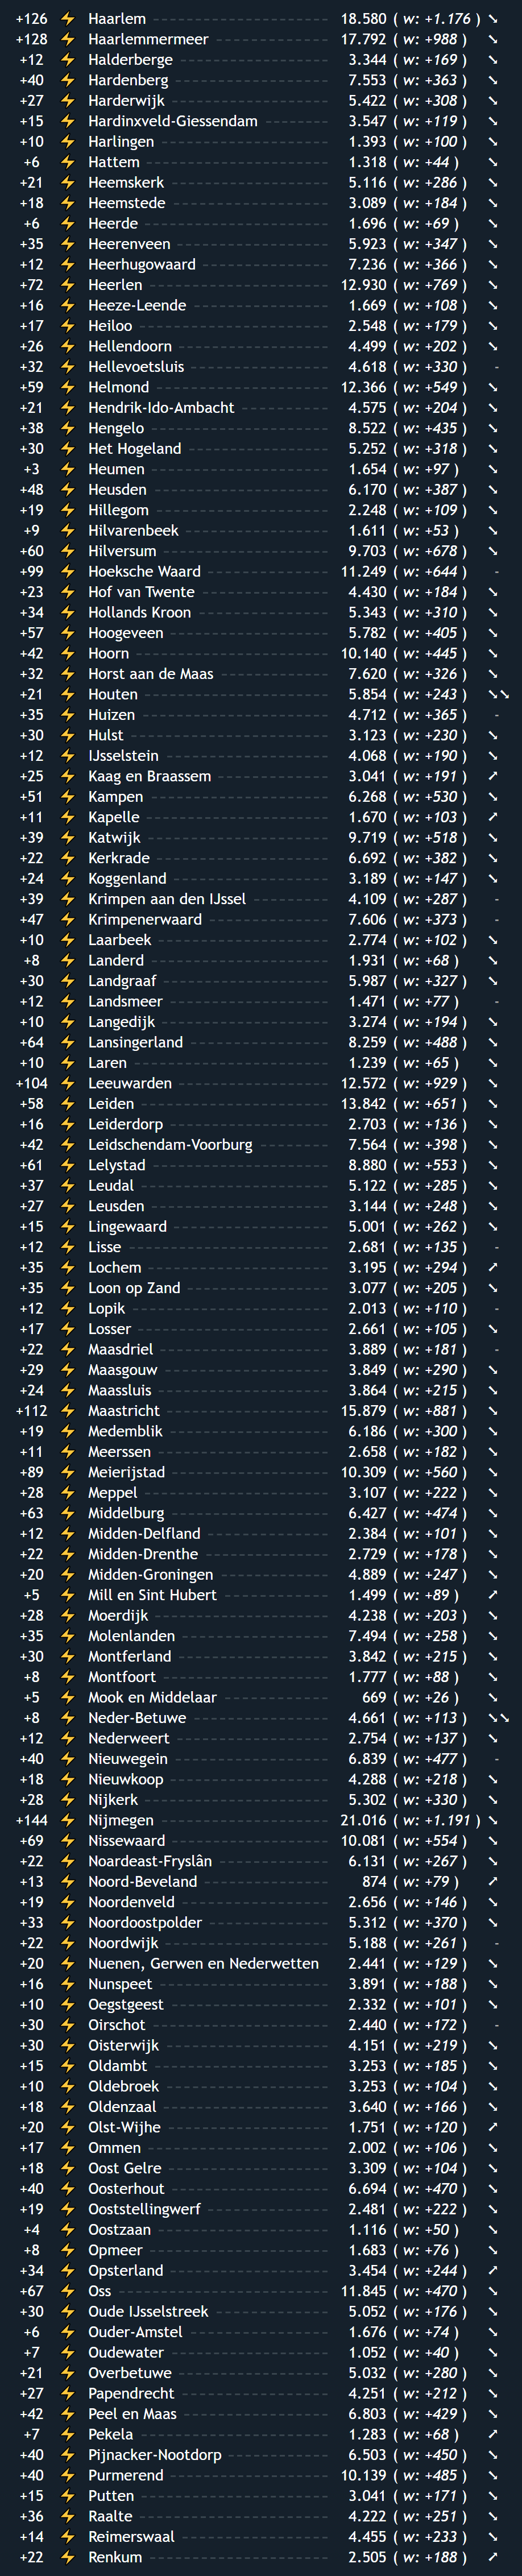 +126 ⚡ Haarlem 18.580 ( w: +1.176 ) ↘
+128 ⚡ Haarlemmermeer 17.792 ( w: +988 ) ↘
+12 ⚡ Halderberge 3.344 ( w: +169 ) ↘
+40 ⚡ Hardenberg 7.553 ( w: +363 ) ↘
+27 ⚡ Harderwijk 5.422 ( w: +308 ) ↘
+15 ⚡ Hardinxveld-Giessendam 3.547 ( w: +119 ) ↘
+10 ⚡ Harlingen 1.393 ( w: +100 ) ↘
+6 ⚡ Hattem 1.318 ( w: +44 ) ↘
+21 ⚡ Heemskerk 5.116 ( w: +286 ) ↘
+18 ⚡ Heemstede 3.089 ( w: +184 ) ↘
+6 ⚡ Heerde 1.696 ( w: +69 ) ↘
+35 ⚡ Heerenveen 5.923 ( w: +347 ) ↘
+12 ⚡ Heerhugowaard 7.236 ( w: +366 ) ↘
+72 ⚡ Heerlen 12.930 ( w: +769 ) ↘
+16 ⚡ Heeze-Leende 1.669 ( w: +108 ) ↘
+17 ⚡ Heiloo 2.548 ( w: +179 ) ↘
+26 ⚡ Hellendoorn 4.499 ( w: +202 ) ↘
+32 ⚡ Hellevoetsluis 4.618 ( w: +330 ) -
+59 ⚡ Helmond 12.366 ( w: +549 ) ↘
+21 ⚡ Hendrik-Ido-Ambacht 4.575 ( w: +204 ) ↘
+38 ⚡ Hengelo 8.522 ( w: +435 ) ↘
+30 ⚡ Het Hogeland 5.252 ( w: +318 ) ↘
+3 ⚡ Heumen 1.654 ( w: +97 ) ↘
+48 ⚡ Heusden 6.170 ( w: +387 ) ↘
+19 ⚡ Hillegom 2.248 ( w: +109 ) ↘
+9 ⚡ Hilvarenbeek 1.611 ( w: +53 ) ↘
+60 ⚡ Hilversum 9.703 ( w: +678 ) ↘
+99 ⚡ Hoeksche Waard 11.249 ( w: +644 ) -
+23 ⚡ Hof van Twente 4.430 ( w: +184 ) ↘
+34 ⚡ Hollands Kroon 5.343 ( w: +310 ) ↘
+57 ⚡ Hoogeveen 5.782 ( w: +405 ) ↘
+42 ⚡ Hoorn 10.140 ( w: +445 ) ↘
+32 ⚡ Horst aan de Maas 7.620 ( w: +326 ) ↘
+21 ⚡ Houten 5.854 ( w: +243 ) ↘↘
+35 ⚡ Huizen 4.712 ( w: +365 ) -
+30 ⚡ Hulst 3.123 ( w: +230 ) ↘
+12 ⚡ IJsselstein 4.068 ( w: +190 ) ↘
+25 ⚡ Kaag en Braassem 3.041 ( w: +191 ) ↗
+51 ⚡ Kampen 6.268 ( w: +530 ) ↘
+11 ⚡ Kapelle 1.670 ( w: +103 ) ↗
+39 ⚡ Katwijk 9.719 ( w: +518 ) ↘
+22 ⚡ Kerkrade 6.692 ( w: +382 ) ↘
+24 ⚡ Koggenland 3.189 ( w: +147 ) ↘
+39 ⚡ Krimpen aan den IJssel 4.109 ( w: +287 ) -
+47 ⚡ Krimpenerwaard 7.606 ( w: +373 ) -
+10 ⚡ Laarbeek 2.774 ( w: +102 ) ↘
+8 ⚡ Landerd 1.931 ( w: +68 ) ↘
+30 ⚡ Landgraaf 5.987 ( w: +327 ) ↘
+12 ⚡ Landsmeer 1.471 ( w: +77 ) -
+10 ⚡ Langedijk 3.274 ( w: +194 ) ↘
+64 ⚡ Lansingerland 8.259 ( w: +488 ) ↘
+10 ⚡ Laren 1.239 ( w: +65 ) ↘
+104 ⚡ Leeuwarden 12.572 ( w: +929 ) ↘
+58 ⚡ Leiden 13.842 ( w: +651 ) ↘
+16 ⚡ Leiderdorp 2.703 ( w: +136 ) ↘
+42 ⚡ Leidschendam-Voorburg 7.564 ( w: +398 ) ↘
+61 ⚡ Lelystad 8.880 ( w: +553 ) ↘
+37 ⚡ Leudal 5.122 ( w: +285 ) ↘
+27 ⚡ Leusden 3.144 ( w: +248 ) ↘
+15 ⚡ Lingewaard 5.001 ( w: +262 ) ↘
+12 ⚡ Lisse 2.681 ( w: +135 ) -
+35 ⚡ Lochem 3.195 ( w: +294 ) ↗
+35 ⚡ Loon op Zand 3.077 ( w: +205 ) ↘
+12 ⚡ Lopik 2.013 ( w: +110 ) -
+17 ⚡ Losser 2.661 ( w: +105 ) ↘
+22 ⚡ Maasdriel 3.889 ( w: +181 ) -
+29 ⚡ Maasgouw 3.849 ( w: +290 ) ↘
+24 ⚡ Maassluis 3.864 ( w: +215 ) ↘
+112 ⚡ Maastricht 15.879 ( w: +881 ) ↘
+19 ⚡ Medemblik 6.186 ( w: +300 ) ↘
+11 ⚡ Meerssen 2.658 ( w: +182 ) ↘
+89 ⚡ Meierijstad 10.309 ( w: +560 ) ↘
+28 ⚡ Meppel 3.107 ( w: +222 ) ↘
+63 ⚡ Middelburg 6.427 ( w: +474 ) ↘
+12 ⚡ Midden-Delfland 2.384 ( w: +101 ) ↘
+22 ⚡ Midden-Drenthe 2.729 ( w: +178 ) ↘
+20 ⚡ Midden-Groningen 4.889 ( w: +247 ) ↘
+5 ⚡ Mill en Sint Hubert 1.499 ( w: +89 ) ↗
+28 ⚡ Moerdijk 4.238 ( w: +203 ) ↘
+35 ⚡ Molenlanden 7.494 ( w: +258 ) ↘
+30 ⚡ Montferland 3.842 ( w: +215 ) ↘
+8 ⚡ Montfoort 1.777 ( w: +88 ) ↘
+5 ⚡ Mook en Middelaar 669 ( w: +26 ) ↘
+8 ⚡ Neder-Betuwe 4.661 ( w: +113 ) ↘↘
+12 ⚡ Nederweert 2.754 ( w: +137 ) ↘
+40 ⚡ Nieuwegein 6.839 ( w: +477 ) -
+18 ⚡ Nieuwkoop 4.288 ( w: +218 ) ↘
+28 ⚡ Nijkerk 5.302 ( w: +330 ) ↘
+144 ⚡ Nijmegen 21.016 ( w: +1.191 ) ↘
+69 ⚡ Nissewaard 10.081 ( w: +554 ) ↘
+22 ⚡ Noardeast-Fryslân 6.131 ( w: +267 ) ↘
+13 ⚡ Noord-Beveland 874 ( w: +79 ) ↗
+19 ⚡ Noordenveld 2.656 ( w: +146 ) ↘
+33 ⚡ Noordoostpolder 5.312 ( w: +370 ) ↘
+22 ⚡ Noordwijk 5.188 ( w: +261 ) -
+20 ⚡ Nuenen, Gerwen en Nederwetten 2.441 ( w: +129 ) ↘
+16 ⚡ Nunspeet 3.891 ( w: +188 ) ↘
+10 ⚡ Oegstgeest 2.332 ( w: +101 ) ↘
+30 ⚡ Oirschot 2.440 ( w: +172 ) -
+30 ⚡ Oisterwijk 4.151 ( w: +219 ) ↘
+15 ⚡ Oldambt 3.253 ( w: +185 ) ↘
+10 ⚡ Oldebroek 3.253 ( w: +104 ) ↘
+18 ⚡ Oldenzaal 3.640 ( w: +166 ) ↘
+20 ⚡ Olst-Wijhe 1.751 ( w: +120 ) ↗
+17 ⚡ Ommen 2.002 ( w: +106 ) ↘
+18 ⚡ Oost Gelre 3.309 ( w: +104 ) ↘
+40 ⚡ Oosterhout 6.694 ( w: +470 ) ↘
+19 ⚡ Ooststellingwerf 2.481 ( w: +222 ) ↘
+4 ⚡ Oostzaan 1.116 ( w: +50 ) ↘
+8 ⚡ Opmeer 1.683 ( w: +76 ) ↘
+34 ⚡ Opsterland 3.454 ( w: +244 ) ↗
+67 ⚡ Oss 11.845 ( w: +470 ) ↘
+30 ⚡ Oude IJsselstreek 5.052 ( w: +176 ) ↘
+6 ⚡ Ouder-Amstel 1.676 ( w: +74 ) ↘
+7 ⚡ Oudewater 1.052 ( w: +40 ) ↘
+21 ⚡ Overbetuwe 5.032 ( w: +280 ) ↘
+27 ⚡ Papendrecht 4.251 ( w: +212 ) ↘
+42 ⚡ Peel en Maas 6.803 ( w: +429 ) ↘
+7 ⚡ Pekela 1.283 ( w: +68 ) ↗
+40 ⚡ Pijnacker-Nootdorp 6.503 ( w: +450 ) ↘
+40 ⚡ Purmerend 10.139 ( w: +485 ) ↘
+15 ⚡ Putten 3.041 ( w: +171 ) ↘
+36 ⚡ Raalte 4.222 ( w: +251 ) ↘
+14 ⚡ Reimerswaal 4.455 ( w: +233 ) ↘
+22 ⚡ Renkum 2.505 ( w: +188 ) ↗